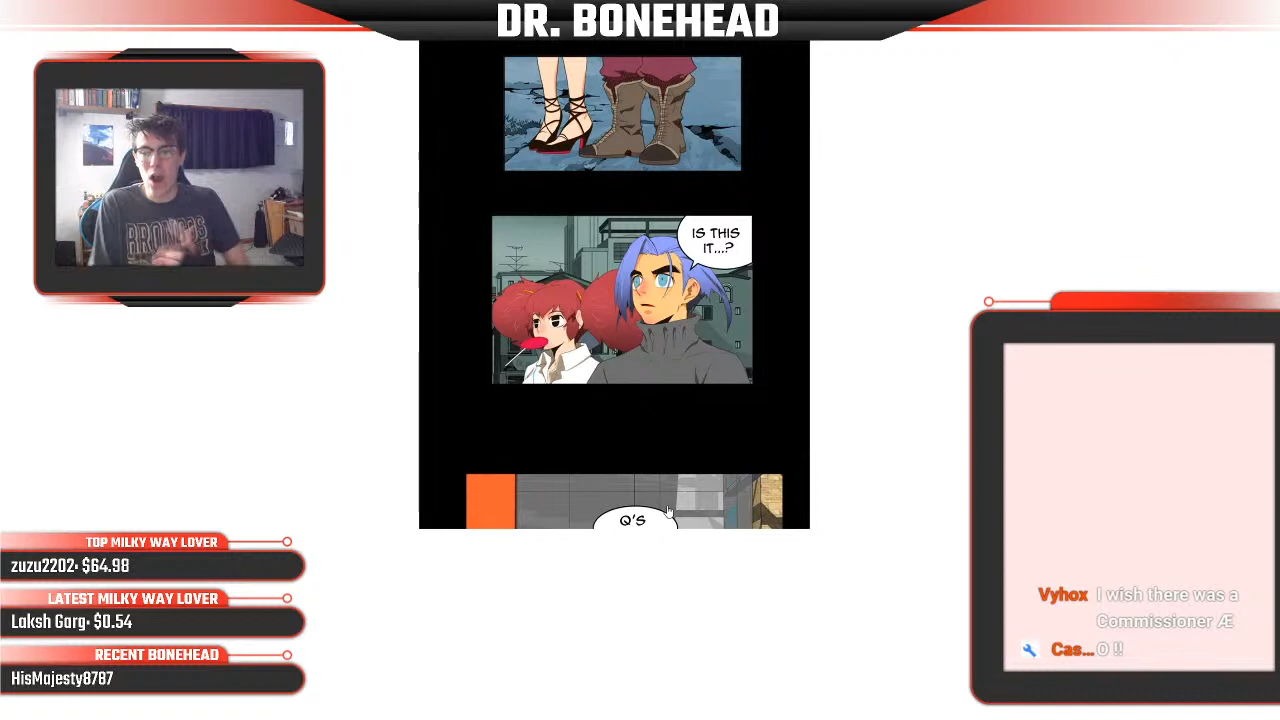 DR. BONEHEAD
BRONCOS
IS THIS
IT...?
Q'S
TOP MILKY WAY LOVER
zuzu2202• $64.98
LATEST MILKY WAY LOVER
Laksh Garg• $0.54
RECENT BONEHEAD
HisMajesty8787
Vyhox I wish there was a
Commissioner Æ
Cas... O !!